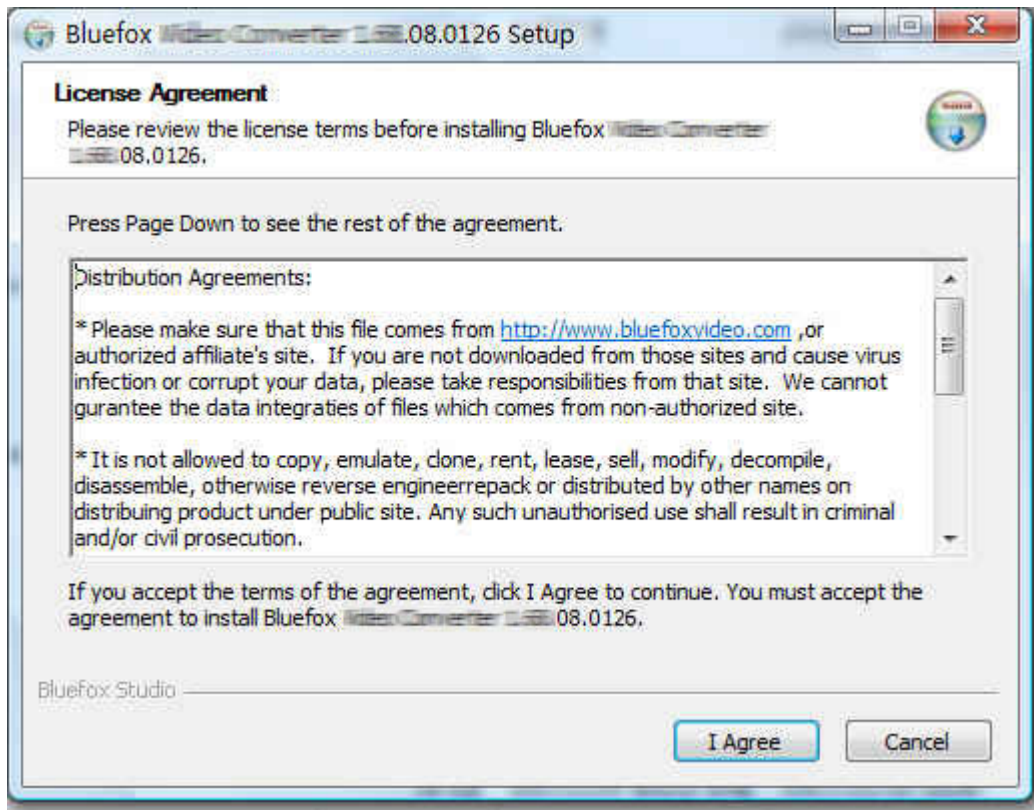 Bluefox .08.0126 Setup
License Agreement
Please review the license terms before installing Bluefox
08.0126.
Press Page Down to see the rest of the agreement.
Distribution Agreements:
* Please make sure that this file comes from http://www.bluefoxvideo.com ,or
authorized affiliate's site.  If you are not downloaded from those sites and cause virus
infection or corrupt your data, please take responsibilities from that site.  We cannot
gurantee the data integraties of files which comes from non-authorized site.
* It is not allowed to copy, emulate, clone, rent, lease, sell, modify, decompile,
disassemble, otherwise reverse engineerrepack or distributed by other names on
distribuing product under public site. Any such unauthorised use shall result in criminal
and/or civil prosecution.
If you accept the terms of the agreement, click I Agree to continue. You must accept the
agreement to install Bluefox 08.0126.
Bluefox Studio
I Agree
Cancel